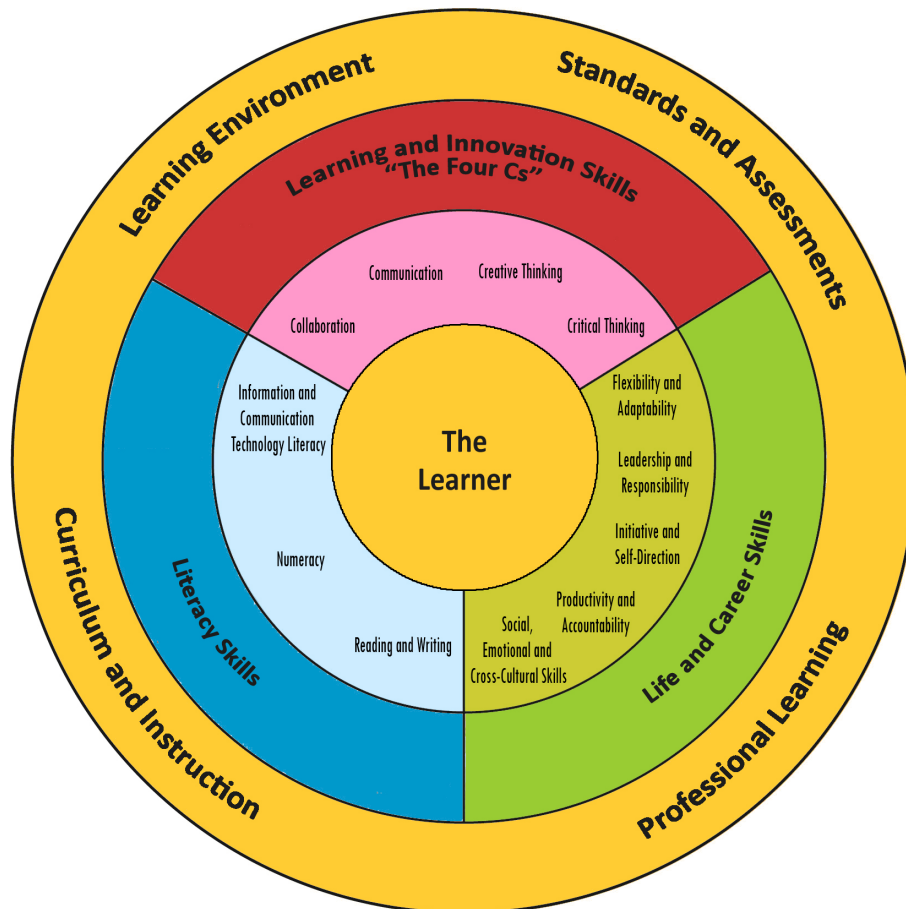 Learning Environment
Standards and Assessments
Learning and Innovation Skills
“The Four Cs”
Communication
Creative Thinking
Collaboration
Critical Thinking
Information and
Communication
Technology Literacy
Numeracy
Reading and Writing
Flexibility and
Adaptability
Leadership and
Responsibility
Initiative and
Self-Direction
Productivity and
Accountability
Social,
Emotional and
Cross-Cultural Skills
The
Learner
Literacy Skills
Life and Career Skills
Curriculum and Instruction
Professional Learning